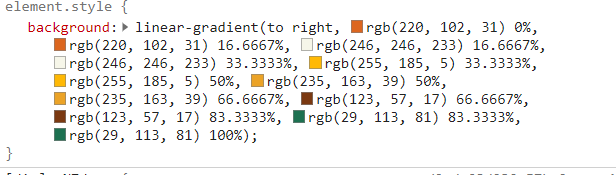 element.style {
background: linear-gradient(to right, rgb(220, 102, 31) 0%,
rgb(220, 102, 31) 16.6667%, rgb(246, 246, 233) 16.6667%,
rgb(246, 246, 233) 33.3333%, rgb(255, 185, 5) 33.3333%,
rgb(255, 185, 5) 50%, rgb(235, 163, 39) 50%,
rgb(235, 163, 39) 66.6667%, rgb(123, 57, 17) 66.6667%,
rgb(123, 57, 17) 83.3333%, rgb(29, 113, 81) 83.3333%,
rgb(29, 113, 81) 100%);
}